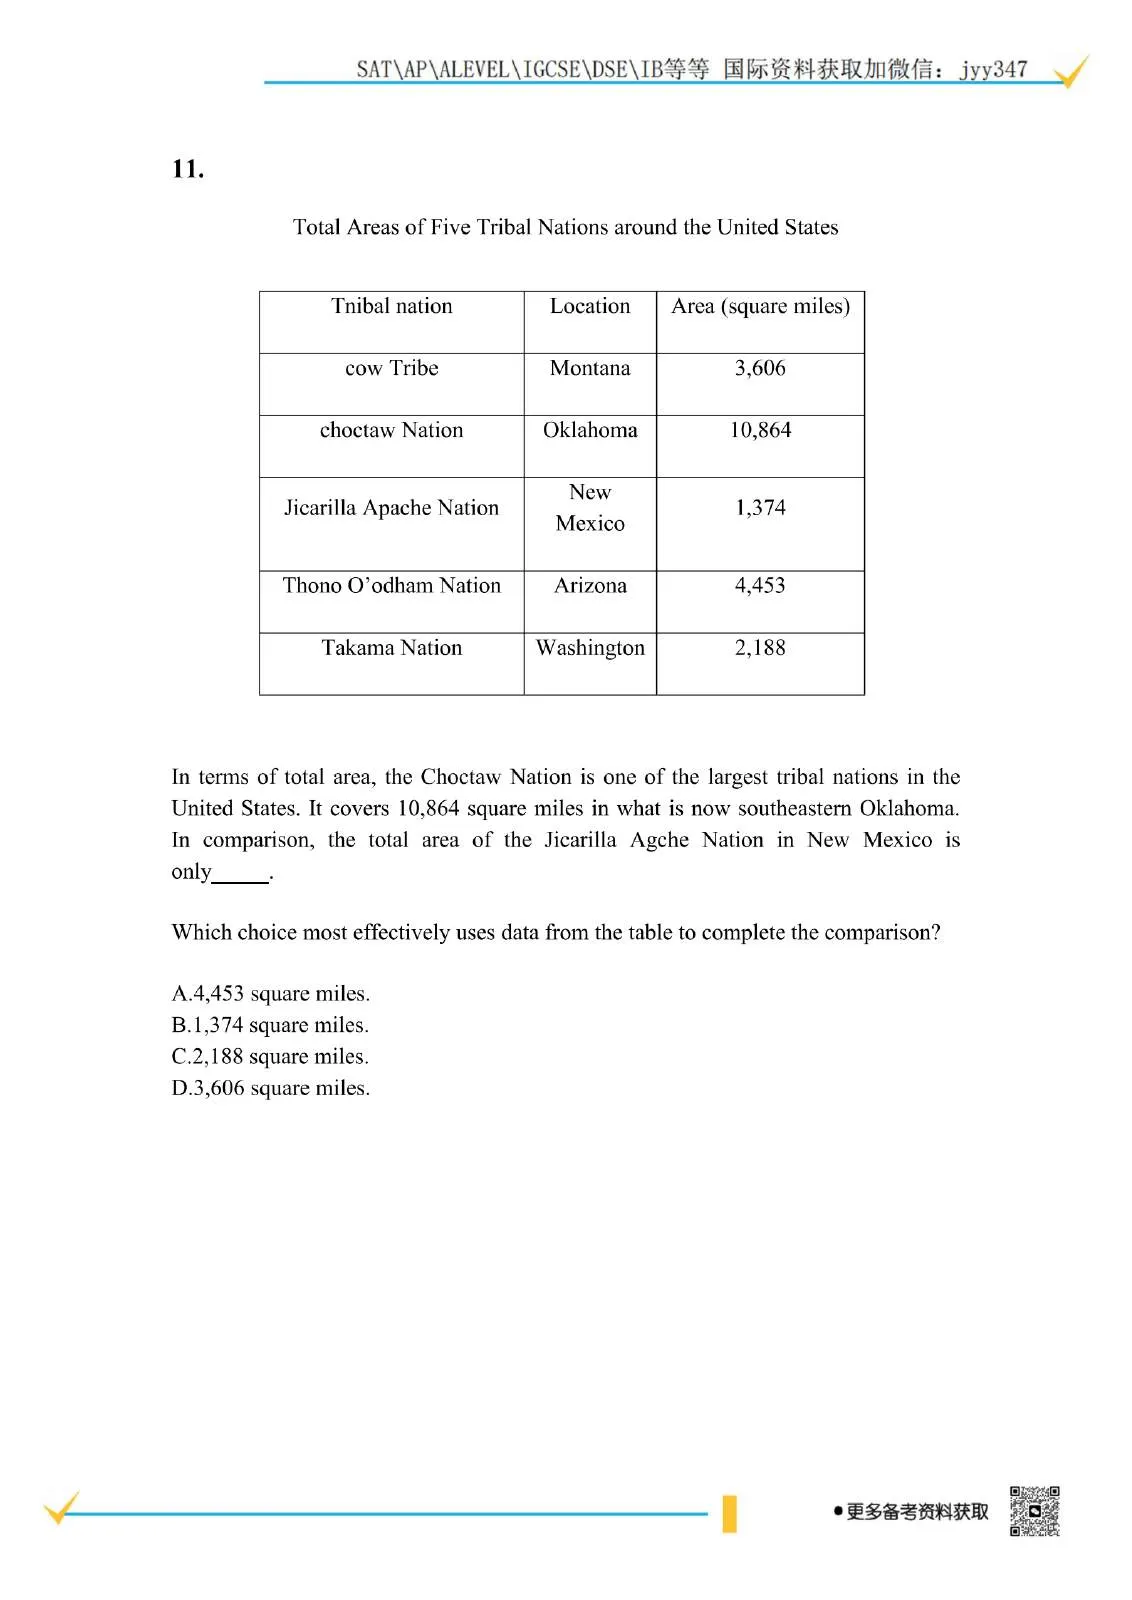 SAT\AP\ALEVEL\IGCSE\DSE\IB等等 国际资料获取加微信：jyy347
11.
Total Areas of Five Tribal Nations around the United States
Tnibal nation Location Area (square miles)
cow Tribe Montana 3,606
choctaw Nation Oklahoma 10,864
Jicarilla Apache Nation New Mexico 1,374
Thono O’odham Nation Arizona 4,453
Takama Nation Washington 2,188
In terms of total area, the Choctaw Nation is one of the largest tribal nations in the
United States. It covers 10,864 square miles in what is now southeastern Oklahoma.
In comparison, the total area of the Jicarilla Agche Nation in New Mexico is
only_____.
Which choice most effectively uses data from the table to complete the comparison?
A.4,453 square miles.
B.1,374 square miles.
C.2,188 square miles.
D.3,606 square miles.
•更多备考资料获取